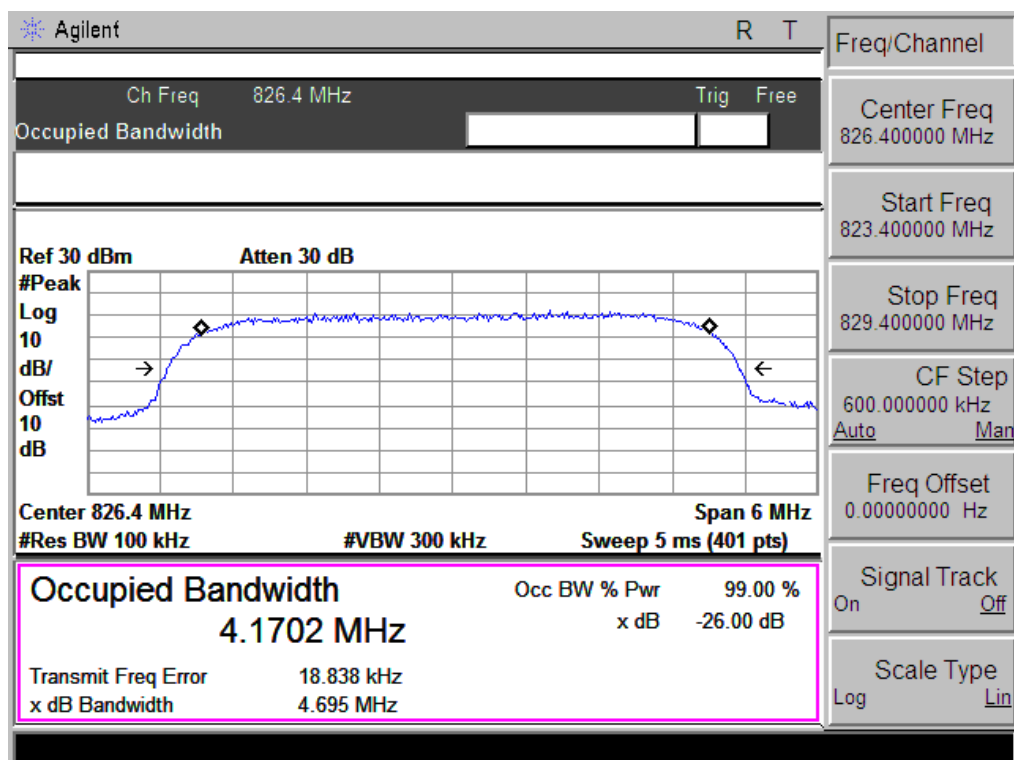 Agilent R T
Ch Freq 826.4 MHz Trig Free
Occupied Bandwidth
Ref 30 dBm Atten 30 dB
#Peak
Log
10
dB/
Offst
10
dB
Center 826.4 MHz Span 6 MHz
#Res BW 100 kHz #VBW 300 kHz Sweep 5 ms (401 pts)
Occupied Bandwidth Occ BW % Pwr 99.00 %
4.1702 MHz x dB -26.00 dB
Transmit Freq Error 18.838 kHz
x dB Bandwidth 4.695 MHz
Freq/Channel
Center Freq
826.400000 MHz
Start Freq
823.400000 MHz
Stop Freq
829.400000 MHz
CF Step
600.000000 kHz
Auto Man
Freq Offset
0.00000000 Hz
Signal Track
On Off
Scale Type
Log Lin